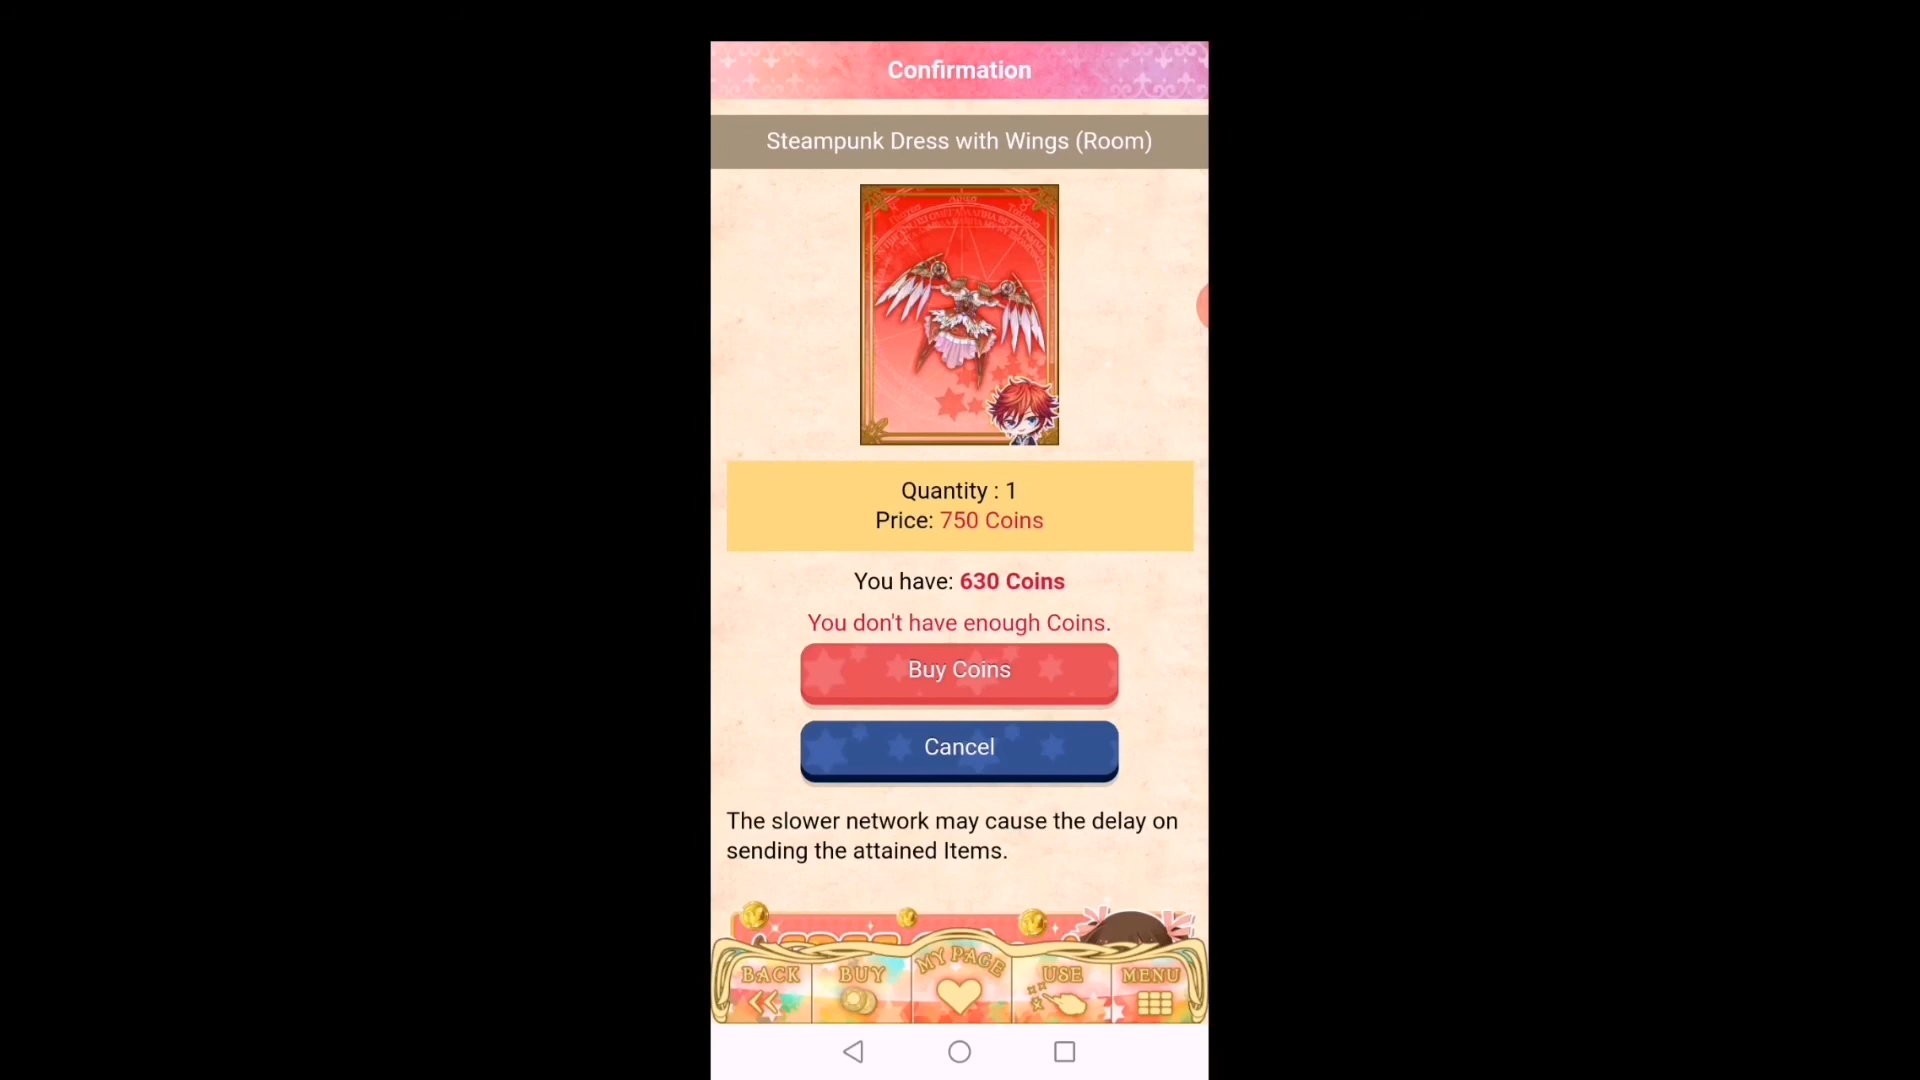 Confirmation
Steampunk Dress with Wings (Room)
Quantity : 1
Price: 750 Coins
You have: 630 Coins
You don't have enough Coins.
Buy Coins
Cancel
The slower network may cause the delay on
sending the attained Items.
BACK
BUY
MY PAGE
USE
MENU